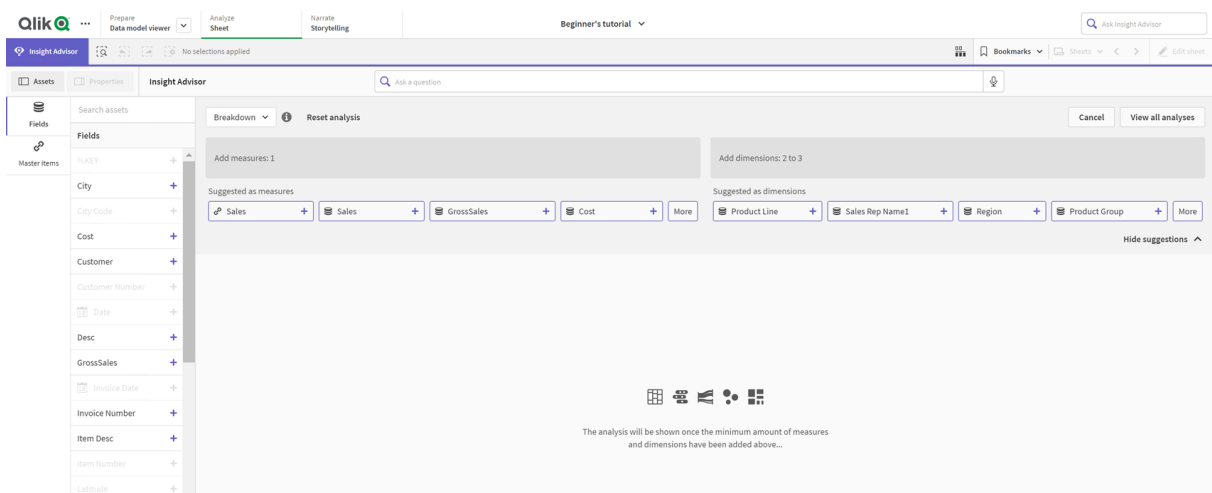 Qlik
Prepare
Data model viewer
Analyze
Sheet
Narrate
Storytelling
Beginner's tutorial
Ask Insight Advisor
Insight Advisor
No selections applied
Bookmarks
Sheets
Edit sheet
Assets
Properties
Insight Advisor
Ask a question
Fields
Master items
Search assets
Fields
%KEY
City
City Code
Cost
Customer
Customer Number
Date
Desc
GrossSales
Invoice Date
Invoice Number
Item Desc
Item Number
Latitude
Breakdown
Reset analysis
Cancel
View all analyses
Add measures: 1
Add dimensions: 2 to 3
Suggested as measures
Sales
Sales
GrossSales
Cost
More
Suggested as dimensions
Product Line
Sales Rep Name1
Region
Product Group
More
Hide suggestions
The analysis will be shown once the minimum amount of measures
and dimensions have been added above...